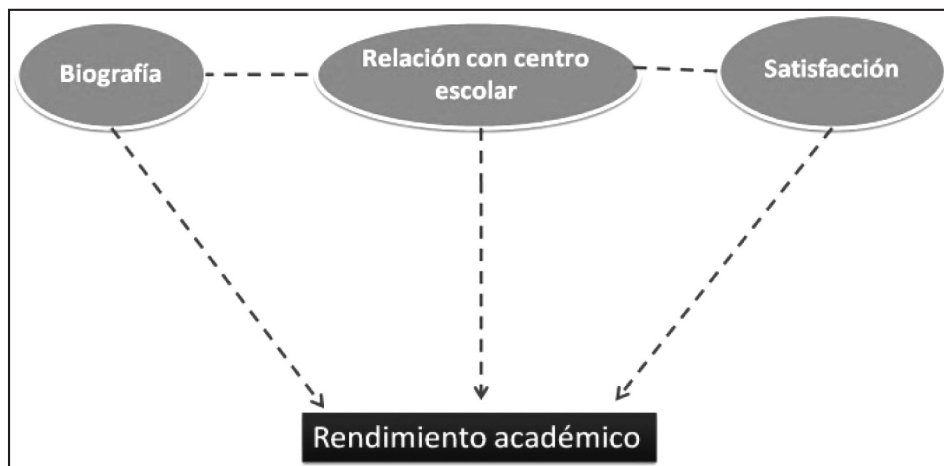 Biografía
Relación con centro
escolar
Satisfacción
Rendimiento académico